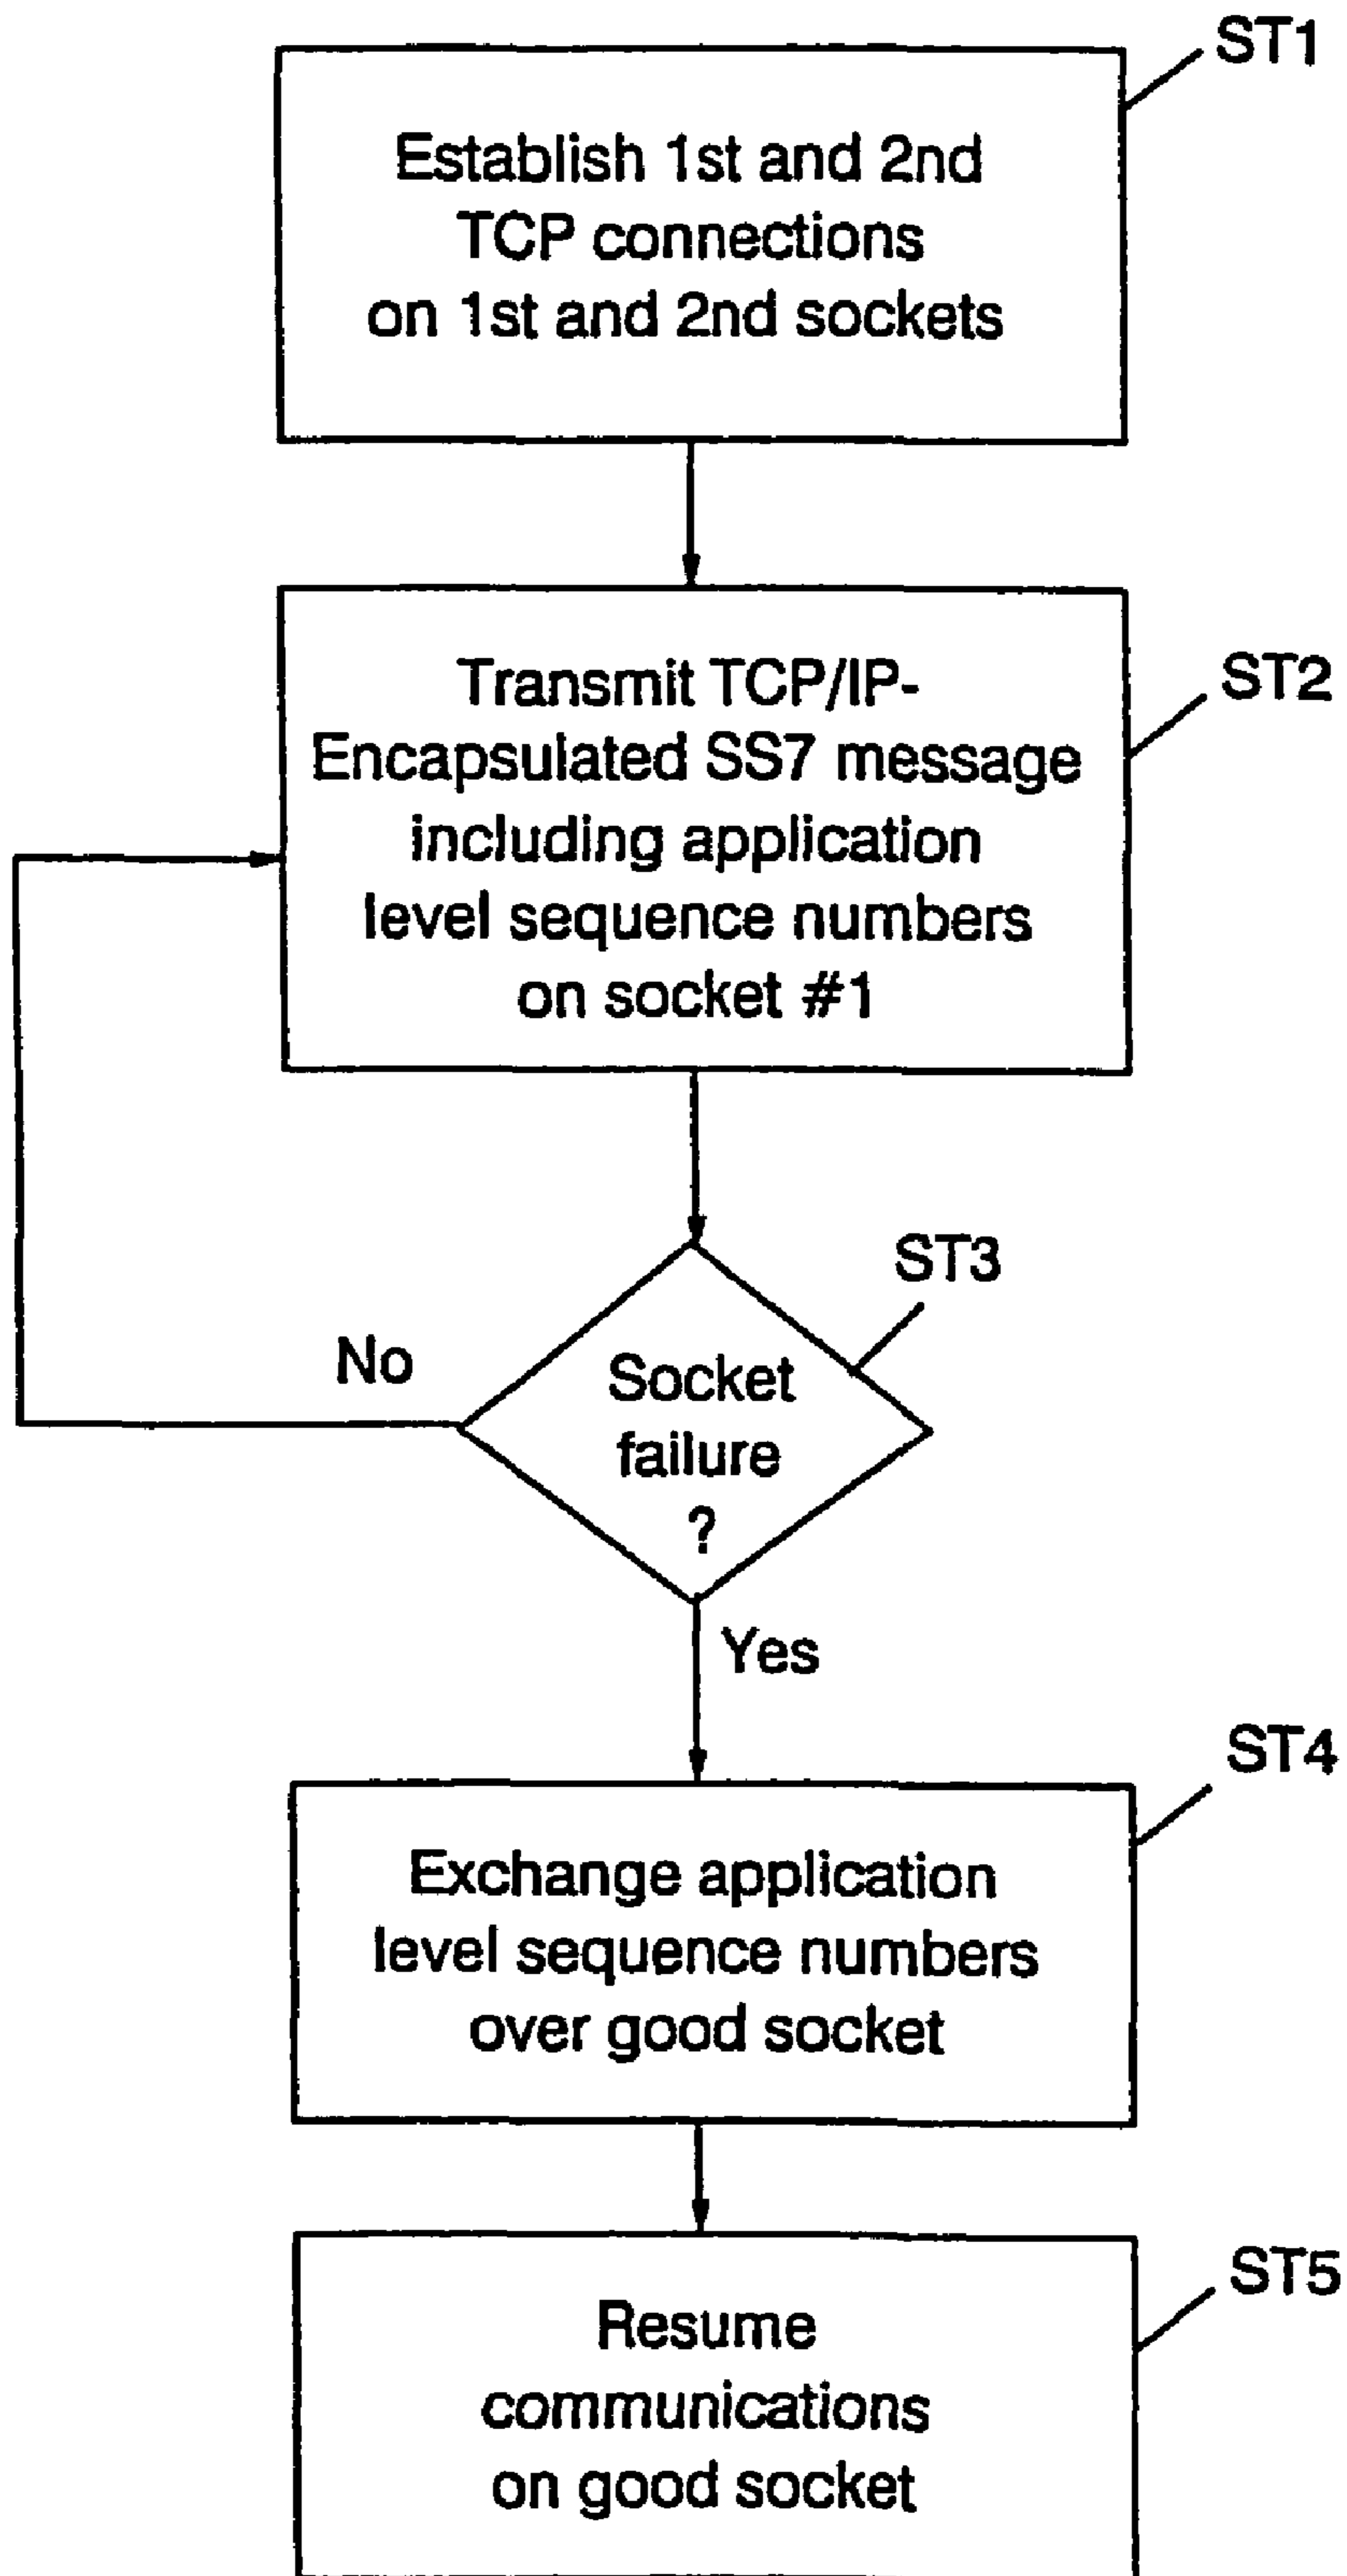 ST1
Establish 1st and 2nd
TCP connections
on 1st and 2nd sockets
ST2
Transmit TCP/IP-
Encapsulated SS7 message
including application
level sequence numbers
on socket #1
ST3
No
Socket
failure
?
Yes
ST4
Exchange application
level sequence numbers
over good socket
ST5
Resume
communications
on good socket